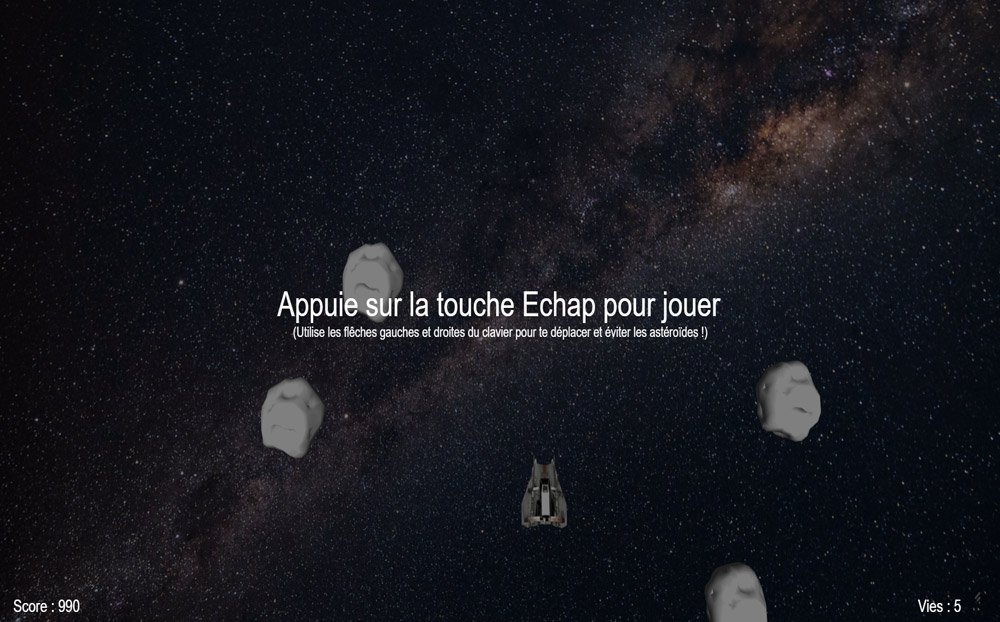 Appuie sur la touche Echap pour jouer
(Utilise les flêches gauches et droites du clavier pour te déplacer et éviter les astéroïdes !)
Score : 990
Vies : 5